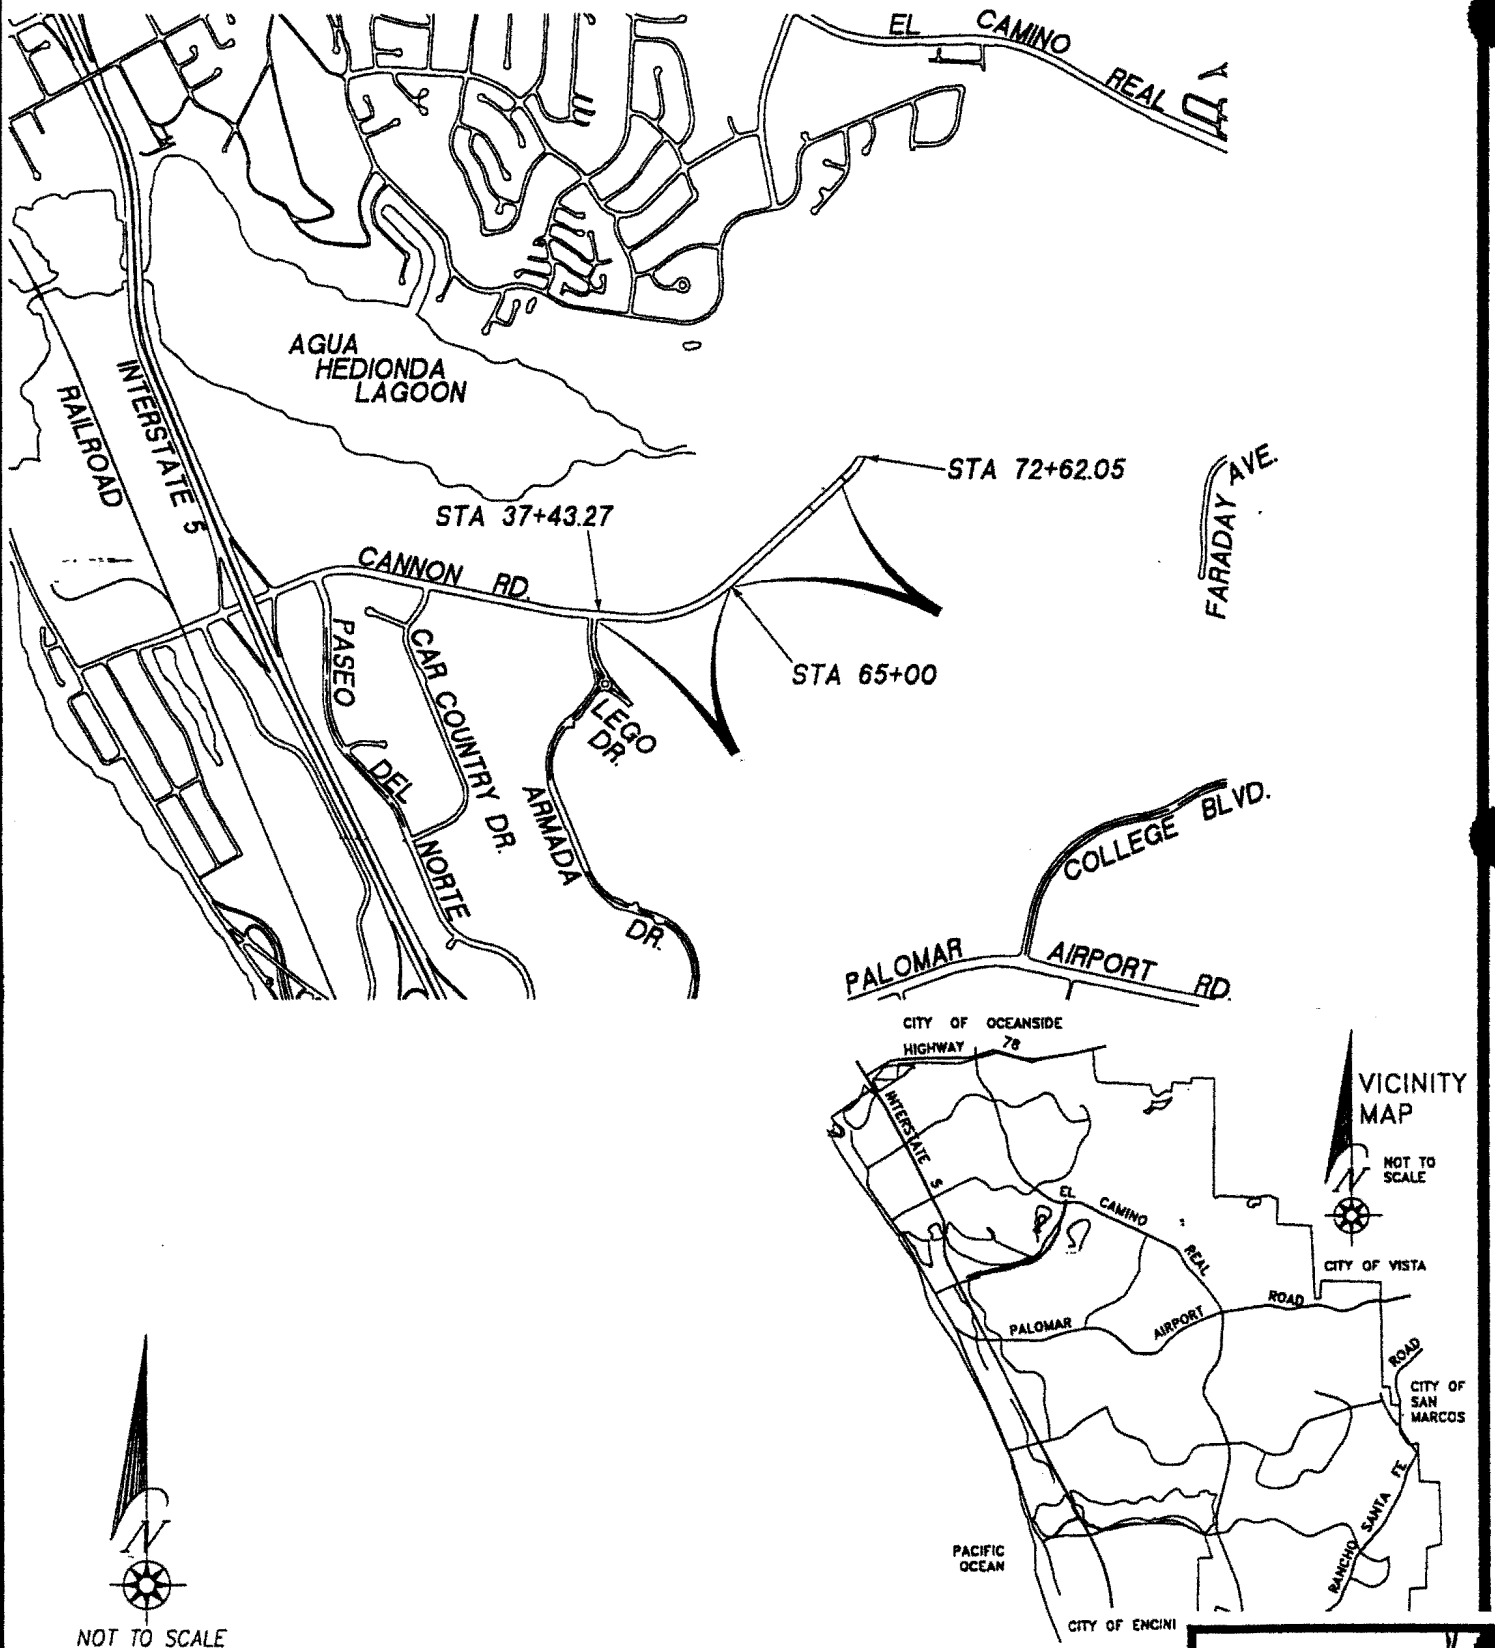 EL CAMINO REAL
AGUA
HEDIONDA
LAGOON
INTERSTATE 5
RAILROAD
STA 72+62.05
STA 37+43.27
FARADAY AVE.
CANNON RD.
STA 65+00
PASEO DEL NORTE
CAR COUNTRY DR.
LEGO
DR.
ARMADA DR.
COLLEGE BLVD.
PALOMAR AIRPORT RD.
CITY OF OCEANSIDE
HIGHWAY 78
VICINITY
MAP
INTERSTATE 5
N
NOT TO
SCALE
EL CAMINO REAL
CITY OF VISTA
PALOMAR AIRPORT ROAD
ROAD
CITY OF
SAN
MARCOS
RANCHO SANTA FE
PACIFIC
OCEAN
CITY OF ENCINI
N
NOT TO SCALE